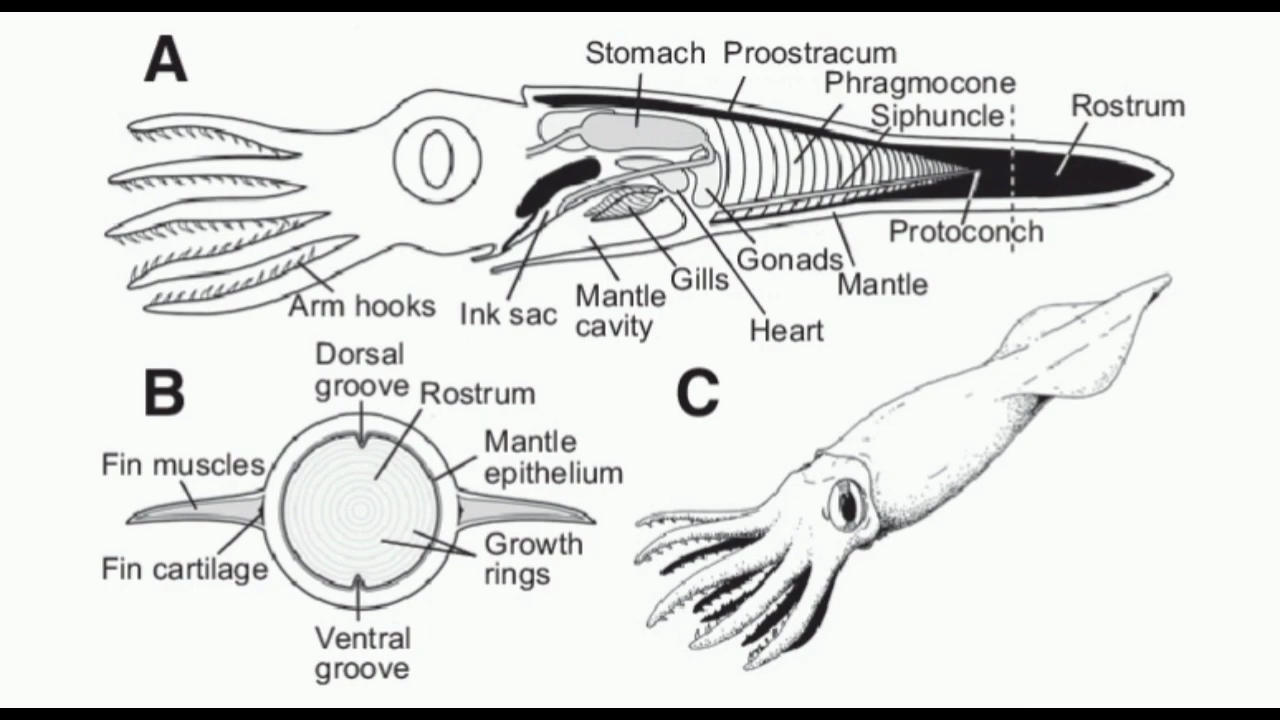 A
Stomach
Proostracum
Phragmocone
Siphuncle
Rostrum
Protoconch
Gonads
Mantle
Gills
Heart
Mantle
cavity
Ink sac
Arm hooks
B
Dorsal
groove
Rostrum
Mantle
epithelium
Fin muscles
Fin cartilage
Growth
rings
Ventral
groove
C